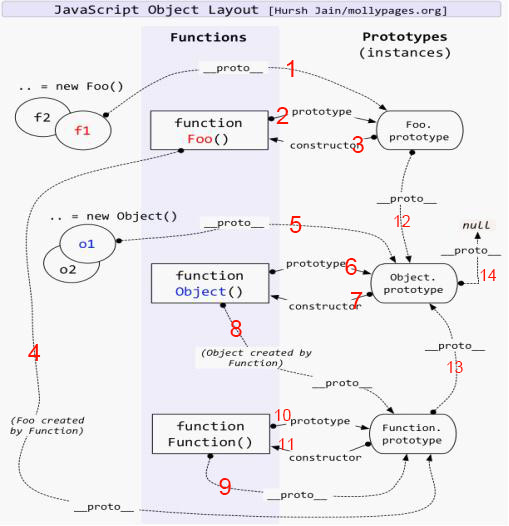 JavaScript Object Layout [Hursh Jain/mollypages.org]
Functions
Prototypes
(instances)
__proto__
1
.. = new Foo()
f2
f1
function
Foo()
2
prototype
3
constructor
Foo.
prototype
__proto__
12
.. = new Object()
o1
o2
__proto__
5
null
__proto__
14
function
Object()
prototype
6
7
constructor
Object.
prototype
8
4
(Object created by
Function)
__proto__
__proto__
13
(Foo created
by Function)
function
Function()
10
prototype
11
constructor
Function.
prototype
9
__proto__
__proto__